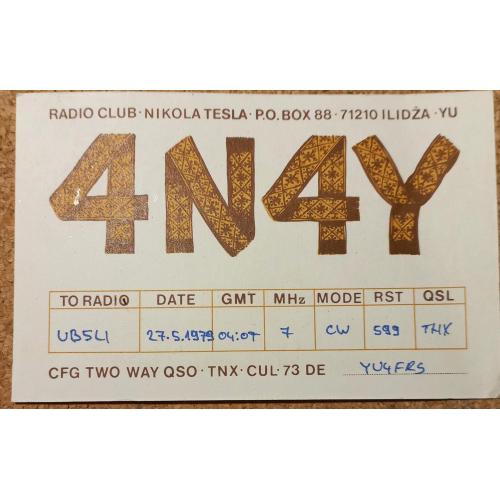 RADIO CLUB · NIKOLA TESLA · P.O. BOX 88 · 71210 ILIDŽA · YU
4N4Y
TO RADIO DATE GMT MHz MODE RST QSL
UB5LI 27.5.1979 04:07 7 CW 599 TNX
CFG TWO WAY QSO · TNX · CUL · 73 DE YU4FRS